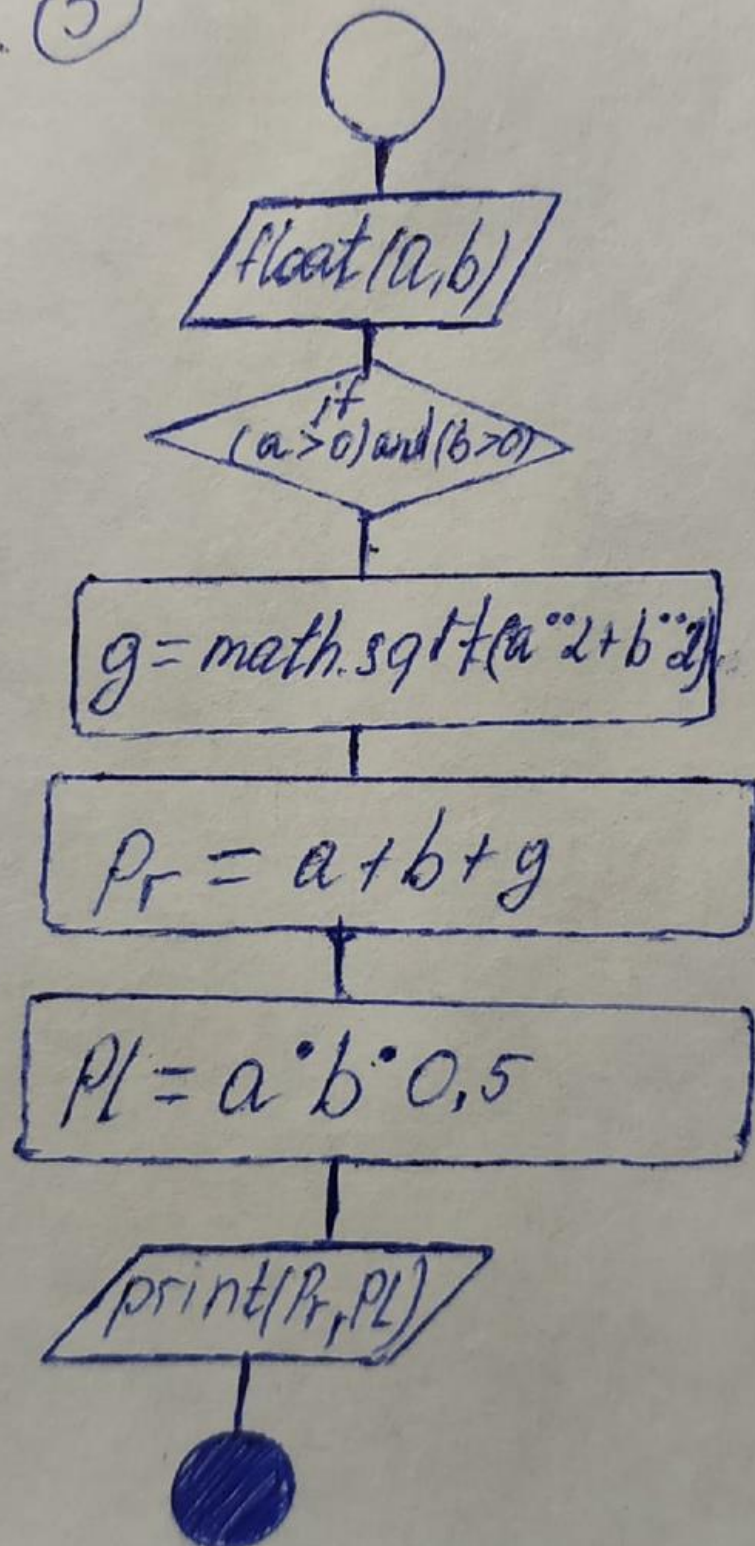 5
float(a,b)
if
(a>0)and(b>0)
g=math.sqrt(a••2+b••2)
Pr = a+b+g
Pl = a•b•0,5
print(Pr,Pl)